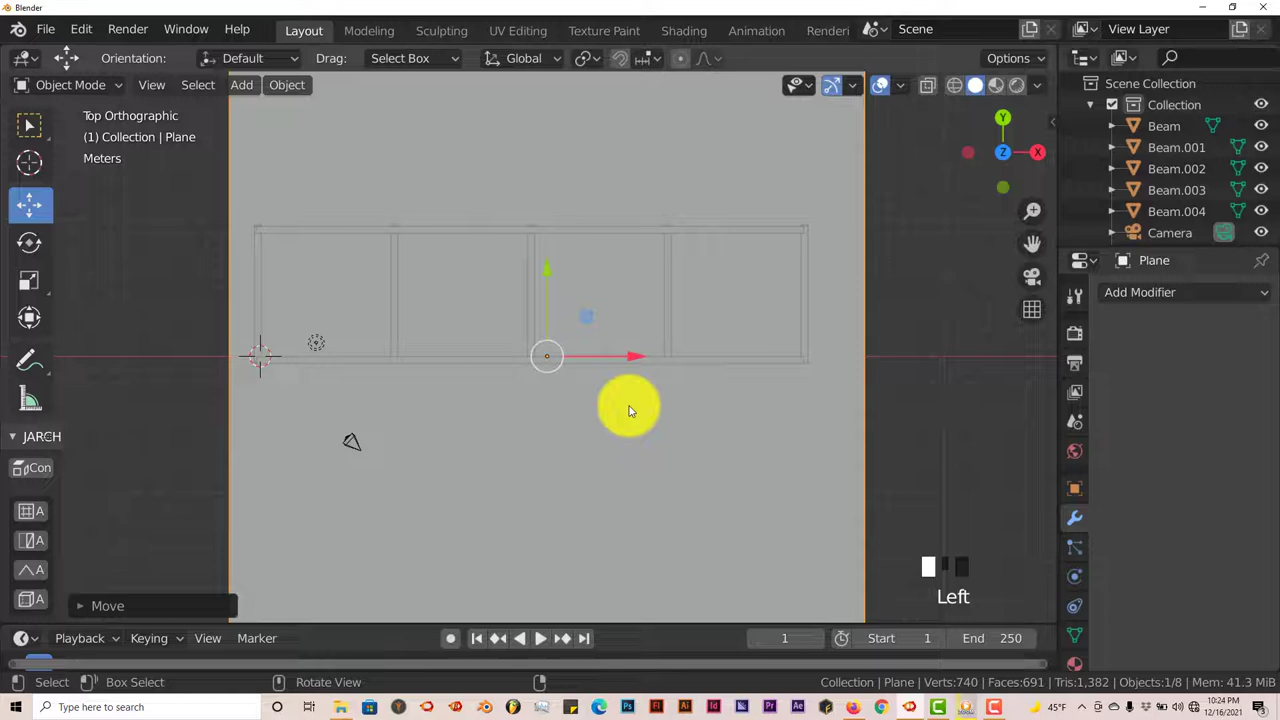 Blender
File Edit Render Window Help Layout Modeling Sculpting UV Editing Texture Paint Shading Animation Renderi Scene View Layer
Orientation: Default Drag: Select Box Global Options
Object Mode View Select Add Object
Top Orthographic
(1) Collection | Plane
Meters
Y
Z
X
Scene Collection
Collection
Beam
Beam.001
Beam.002
Beam.003
Beam.004
Camera
Plane
Add Modifier
JARCH
Con
A
A
A
A
Move
Left
Playback Keying View Marker 1 Start 1 End 250
Select Box Select Rotate View Collection | Plane Verts:740 Faces:691 Tris:1,382 Objects:1/8 Mem: 41.3 MiB
Type here to search
45°F
10:24 PM
12/16/2021